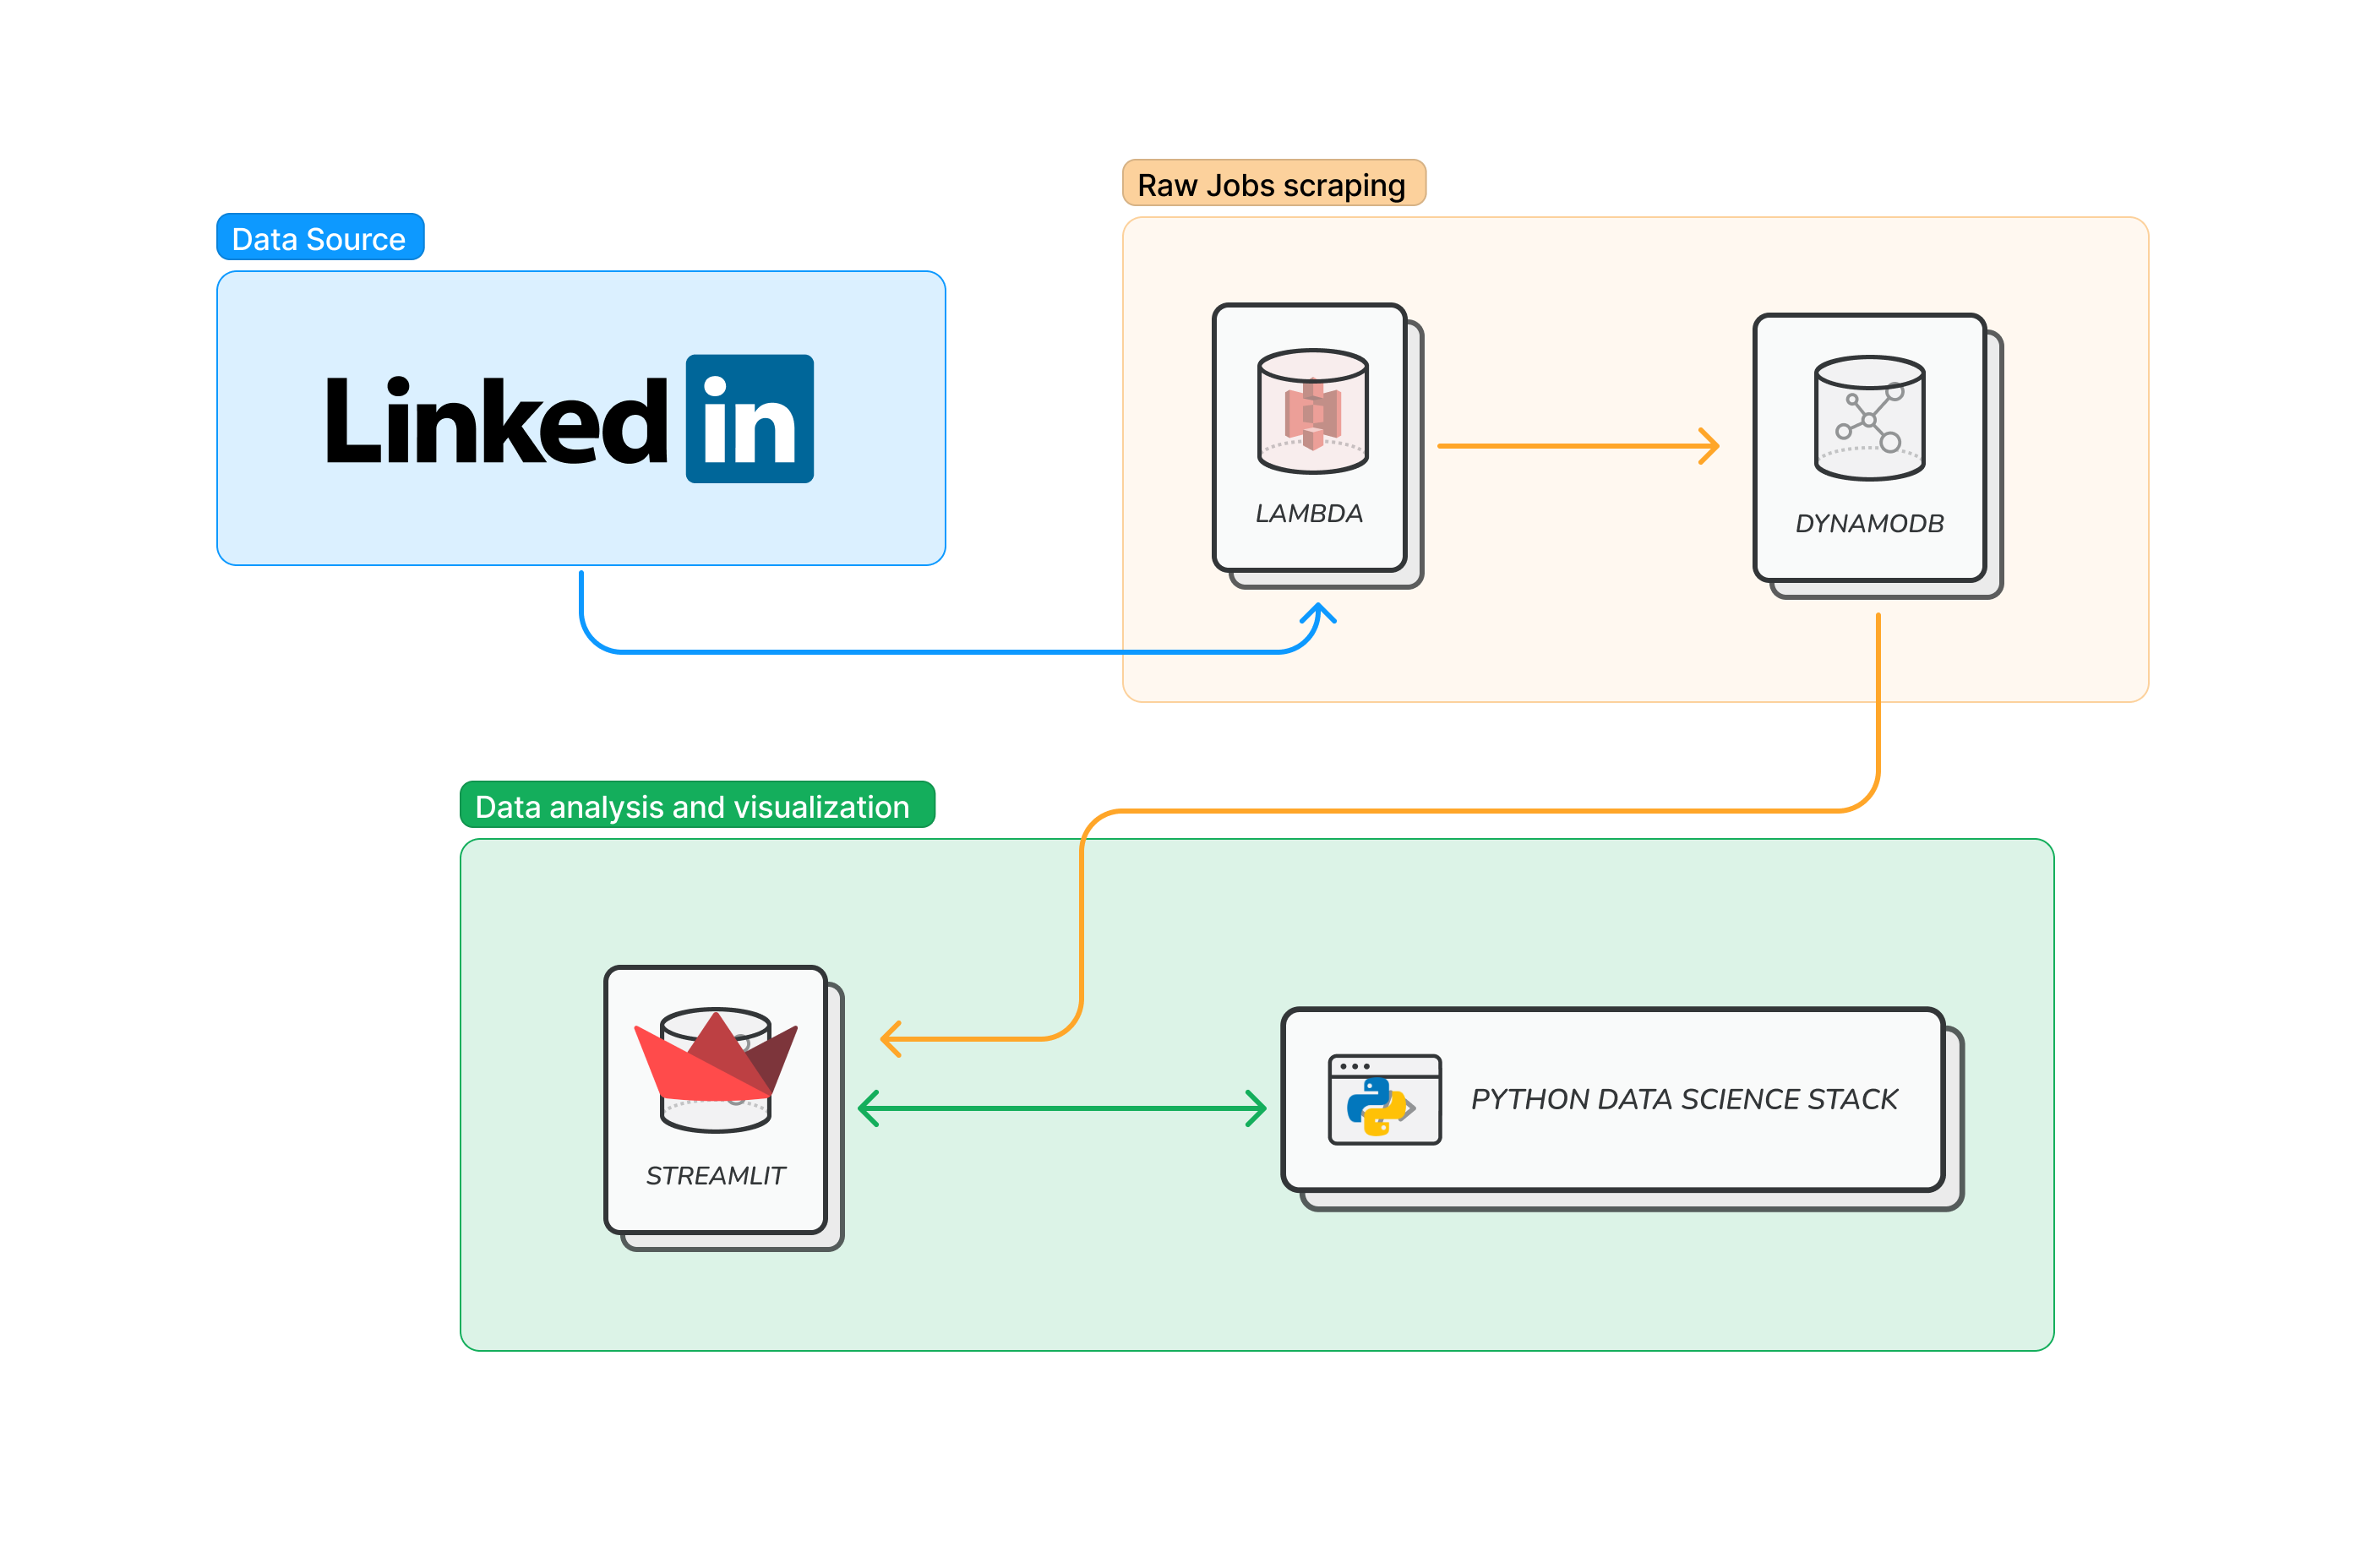 Raw Jobs scraping
Data Source
Linked in
LAMBDA
DYNAMODB
Data analysis and visualization
STREAMLIT
PYTHON DATA SCIENCE STACK